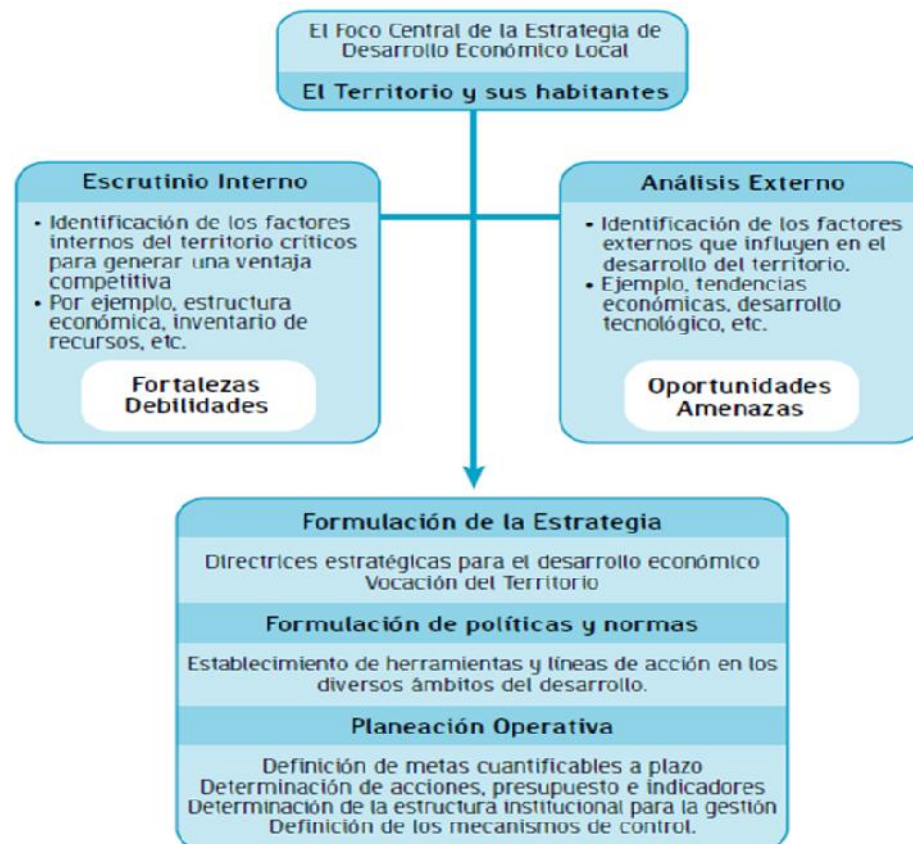 El Foco Central de la Estrategia de
Desarrollo Económico Local
El Territorio y sus habitantes
Escrutinio Interno
• Identificación de los factores
internos del territorio críticos
para generar una ventaja
competitiva
• Por ejemplo, estructura
económica, inventario de
recursos, etc.
Fortalezas
Debilidades
Análisis Externo
• Identificación de los factores
externos que influyen en el
desarrollo del territorio.
• Ejemplo, tendencias
económicas, desarrollo
tecnológico, etc.
Oportunidades
Amenazas
Formulación de la Estrategia
Directrices estratégicas para el desarrollo económico
Vocación del Territorio
Formulación de políticas y normas
Establecimiento de herramientas y líneas de acción en los
diversos ámbitos del desarrollo.
Planeación Operativa
Definición de metas cuantificables a plazo
Determinación de acciones, presupuesto e indicadores
Determinación de la estructura institucional para la gestión
Definición de los mecanismos de control.